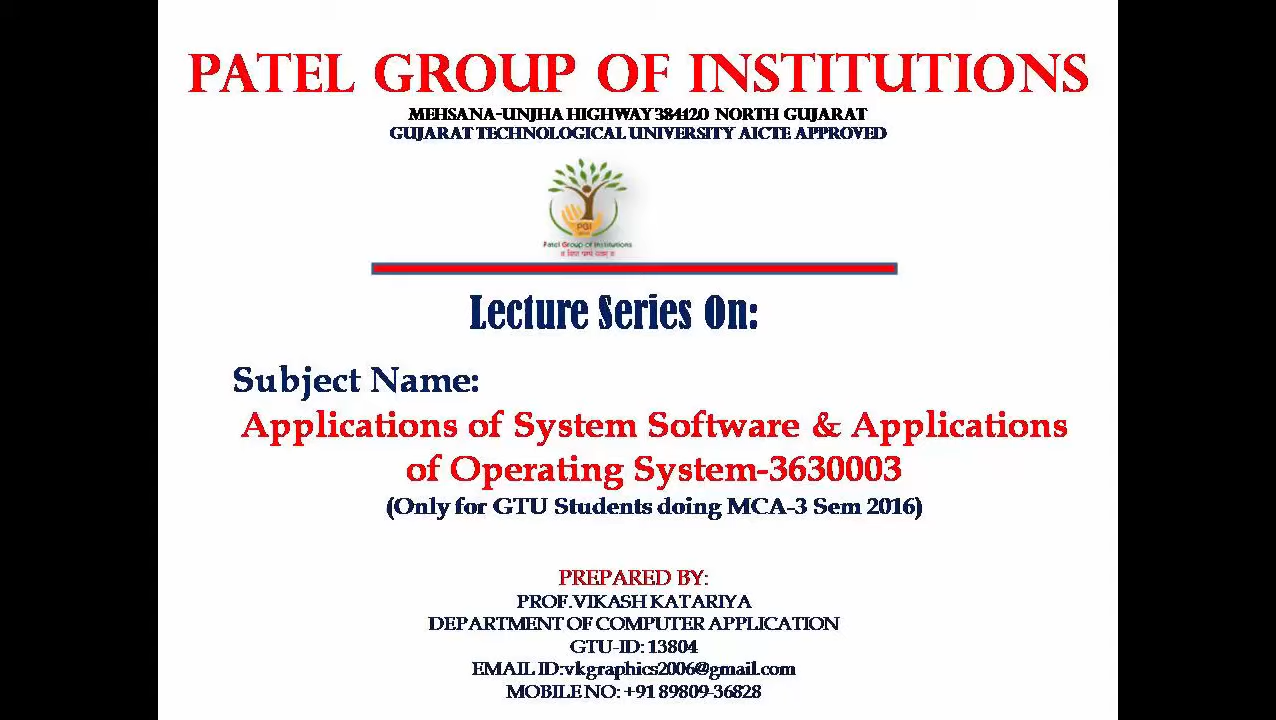 PATEL GROUP OF INSTITUTIONS
MEHSANA-UNJHA HIGHWAY 384120 NORTH GUJARAT
GUJARAT TECHNOLOGICAL UNIVERSITY AICTE APPROVED
PGI
Patel Group of Institutions
Lecture Series On:
Subject Name:
Applications of System Software & Applications
of Operating System-3630003
(Only for GTU Students doing MCA-3 Sem 2016)
PREPARED BY:
PROF.VIKASH KATARIYA
DEPARTMENT OF COMPUTER APPLICATION
GTU-ID: 13804
EMAIL ID:vkgraphics2006@gmail.com
MOBILE NO: +91 89809-36828